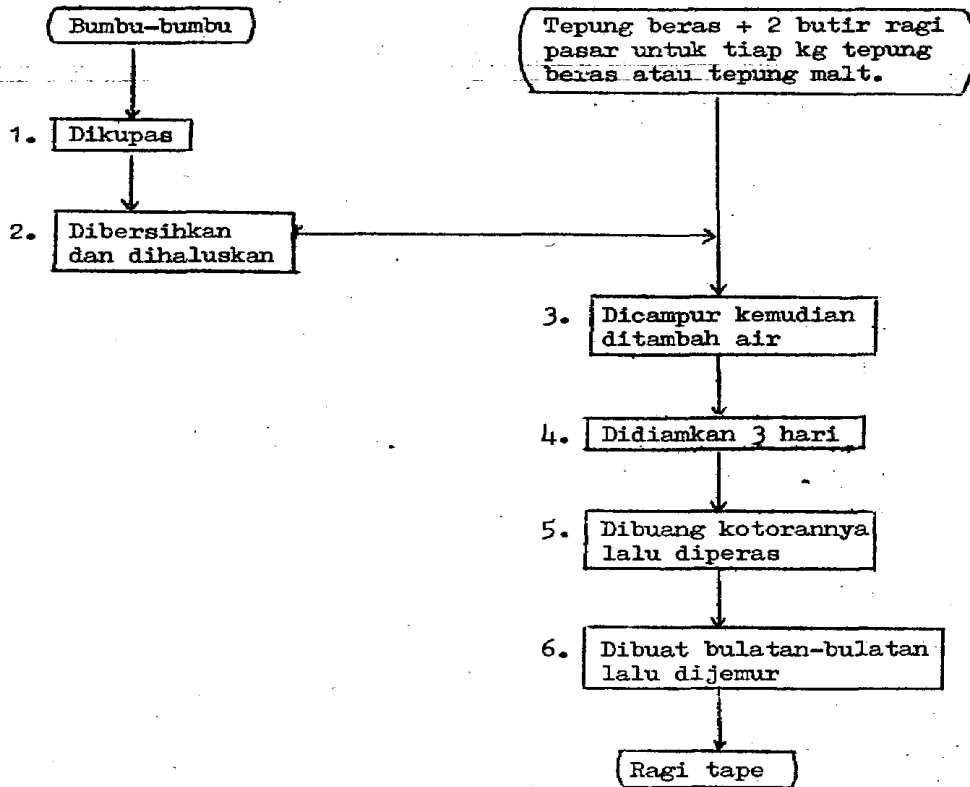 Bumbu-bumbu
1. Dikupas
2. Dibersihkan
dan dihaluskan
Tepung beras + 2 butir ragi
pasar untuk tiap kg tepung
beras atau tepung malt.
3. Dicampur kemudian
ditambah air
4. Didiamkan 3 hari
5. Dibuang kotorannya
lalu diperas
6. Dibuat bulatan-bulatan
lalu dijemur
Ragi tape